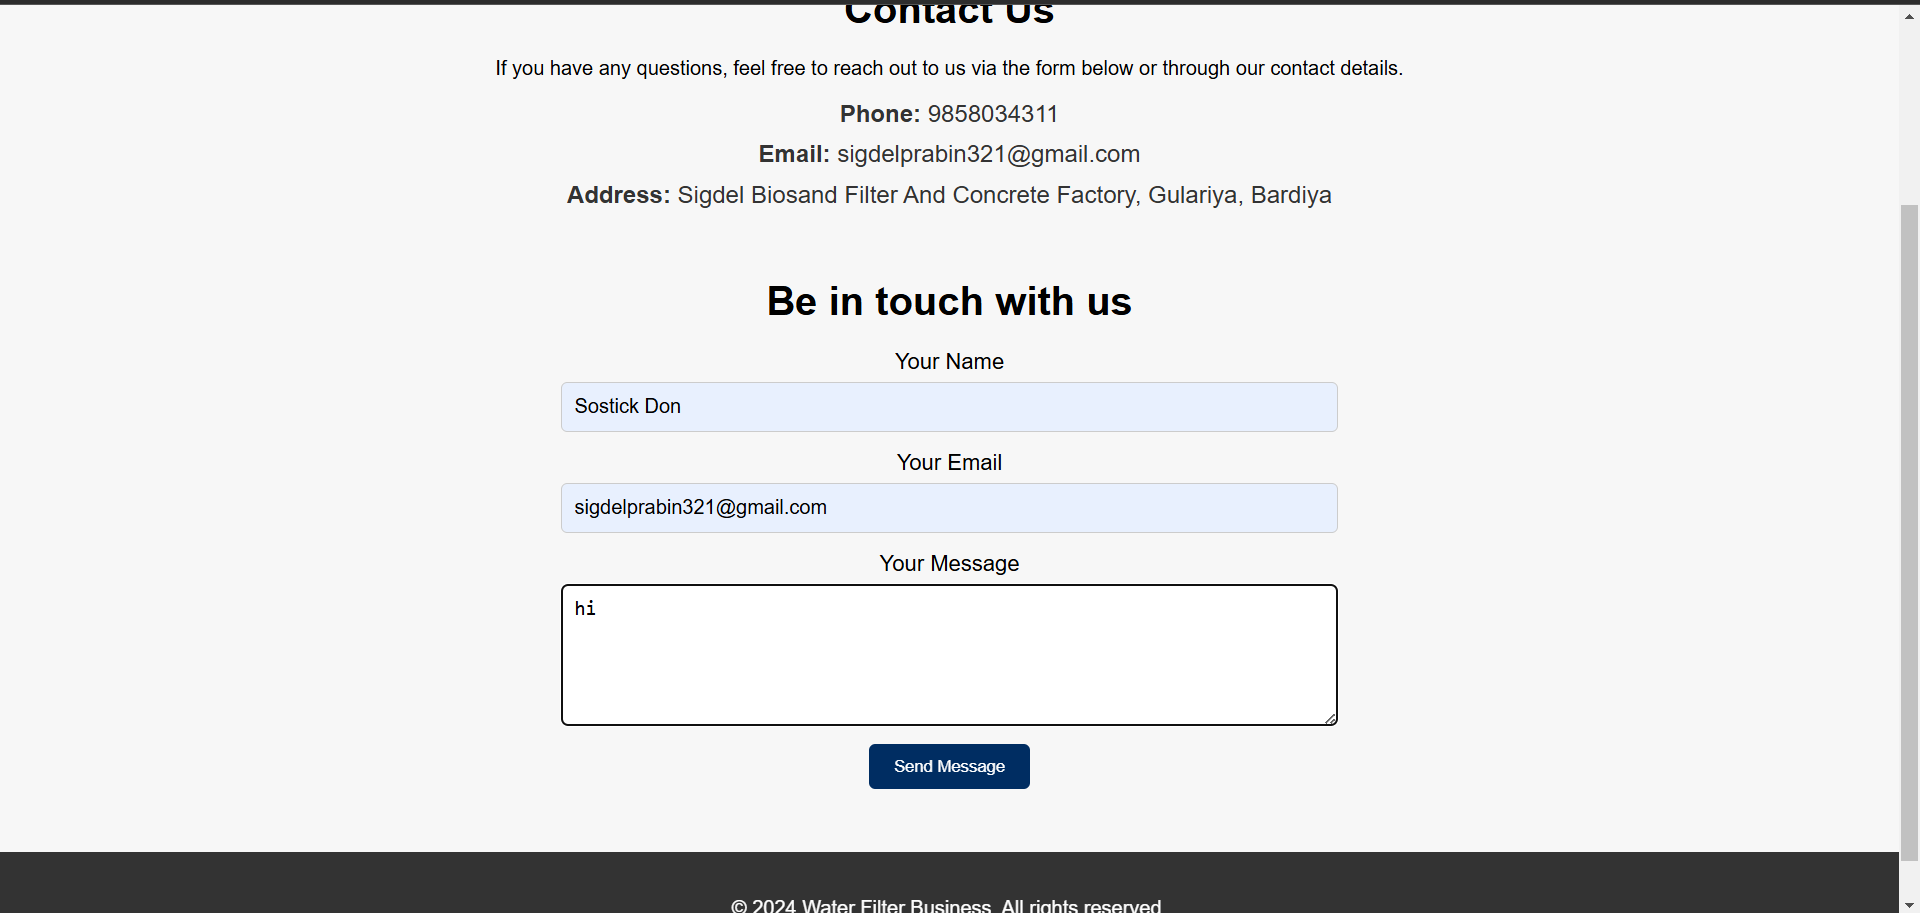 Contact Us
If you have any questions, feel free to reach out to us via the form below or through our contact details.
Phone: 9858034311
Email: sigdelprabin321@gmail.com
Address: Sigdel Biosand Filter And Concrete Factory, Gulariya, Bardiya
Be in touch with us
Your Name
Sostick Don
Your Email
sigdelprabin321@gmail.com
Your Message
hi
Send Message
© 2024 Water Filter Business. All rights reserved